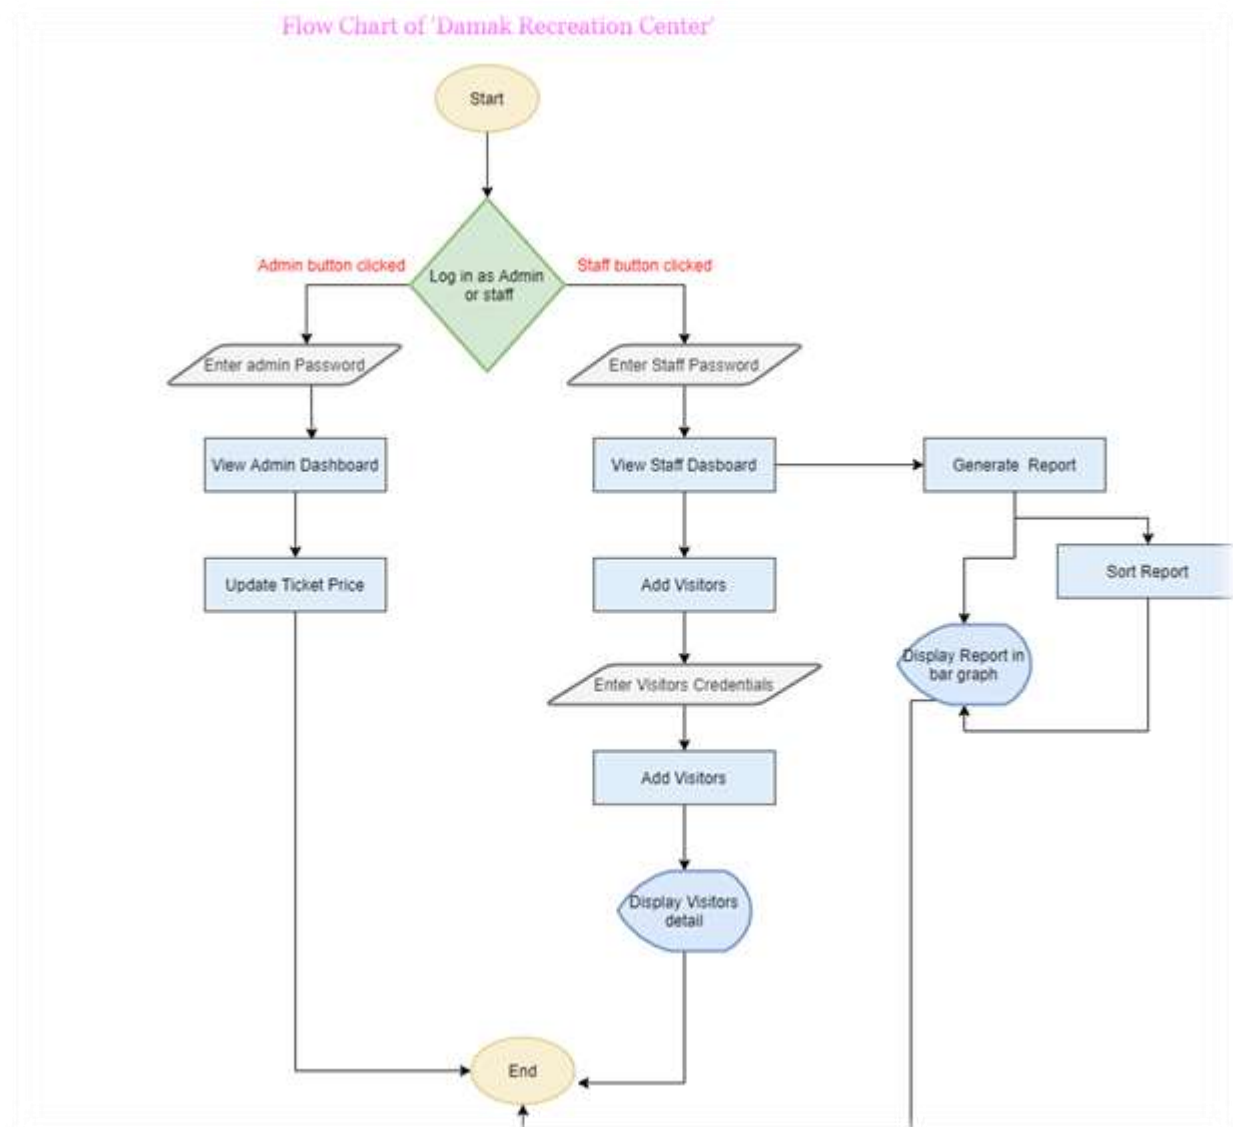 Flow Chart of 'Damak Recreation Center'
Start
Admin button clicked
Staff button clicked
Log in as Admin
or staff
Enter admin Password
Enter Staff Password
View Admin Dashboard
View Staff Dasboard
Generate Report
Update Ticket Price
Add Visitors
Sort Report
Display Report in
bar graph
Enter Visitors Credentials
Add Visitors
Display Visitors
detail
End